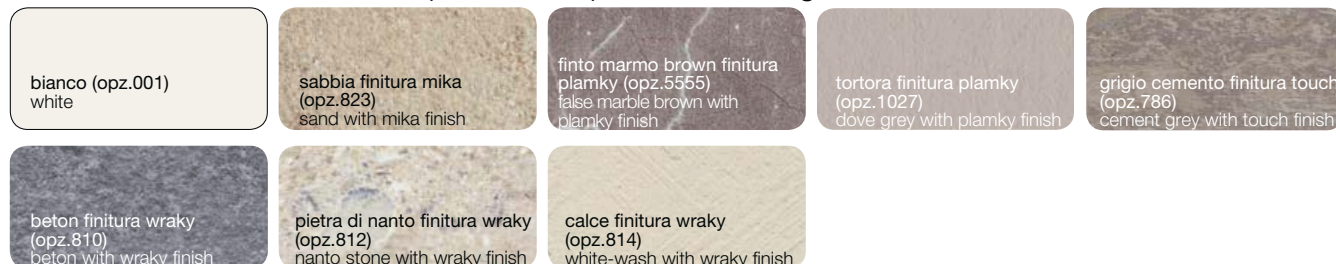 bianco (opz.001)
white
sabbia finitura mika
(opz.823)
sand with mika finish
finto marmo brown finitura
plamky (opz.5555)
false marble brown with
plamky finish
tortora finitura plamky
(opz.1027)
dove grey with plamky finish
grigio cemento finitura touch
(opz.786)
cement grey with touch finish
beton finitura wraky
(opz.810)
beton with wraky finish
pietra di nanto finitura wraky
(opz.812)
nanto stone with wraky finish
calce finitura wraky
(opz.814)
white-wash with wraky finish